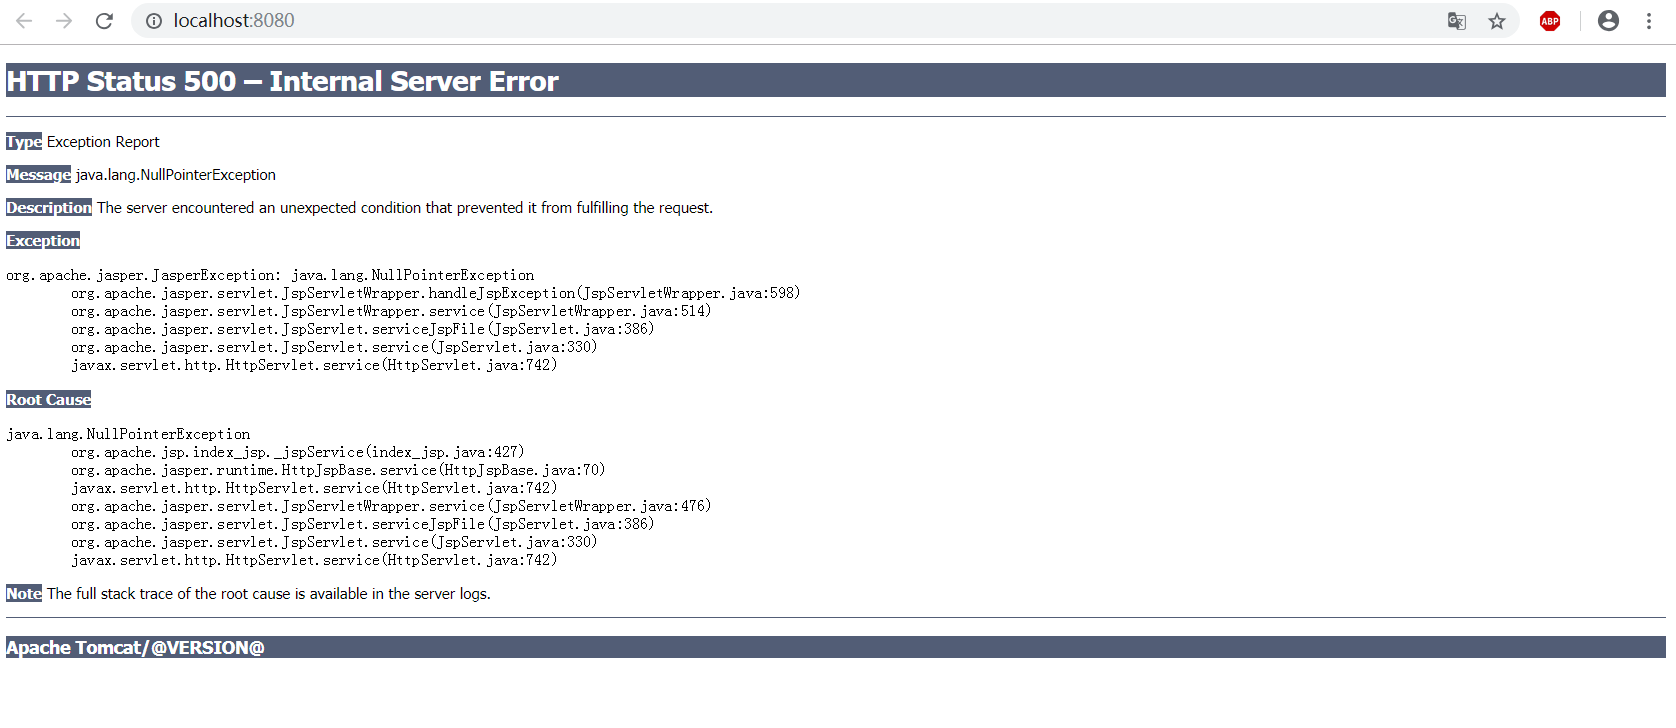 localhost:8080
ABP
HTTP Status 500 – Internal Server Error
Type Exception Report
Message java.lang.NullPointerException
Description The server encountered an unexpected condition that prevented it from fulfilling the request.
Exception
org.apache.jasper.JasperException: java.lang.NullPointerException
org.apache.jasper.servlet.JspServletWrapper.handleJspException(JspServletWrapper.java:598)
org.apache.jasper.servlet.JspServletWrapper.service(JspServletWrapper.java:514)
org.apache.jasper.servlet.JspServlet.serviceJspFile(JspServlet.java:386)
org.apache.jasper.servlet.JspServlet.service(JspServlet.java:330)
javax.servlet.http.HttpServlet.service(HttpServlet.java:742)
Root Cause
java.lang.NullPointerException
org.apache.jsp.index_jsp._jspService(index_jsp.java:427)
org.apache.jasper.runtime.HttpJspBase.service(HttpJspBase.java:70)
javax.servlet.http.HttpServlet.service(HttpServlet.java:742)
org.apache.jasper.servlet.JspServletWrapper.service(JspServletWrapper.java:476)
org.apache.jasper.servlet.JspServlet.serviceJspFile(JspServlet.java:386)
org.apache.jasper.servlet.JspServlet.service(JspServlet.java:330)
javax.servlet.http.HttpServlet.service(HttpServlet.java:742)
Note The full stack trace of the root cause is available in the server logs.
Apache Tomcat/@VERSION@